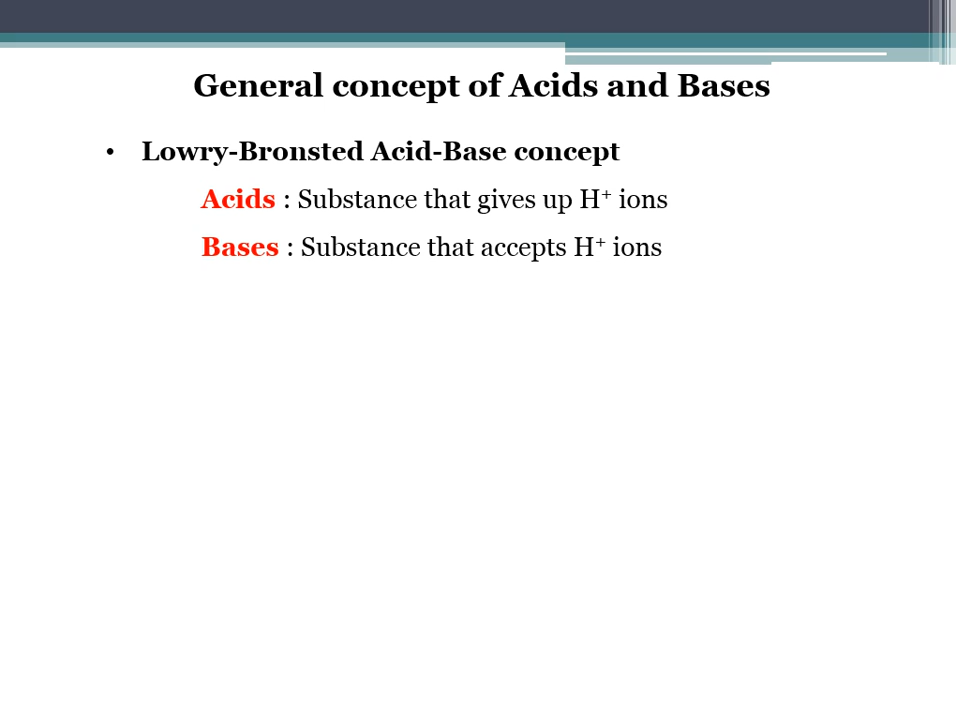 General concept of Acids and Bases
• Lowry-Bronsted Acid-Base concept
Acids : Substance that gives up H⁺ ions
Bases : Substance that accepts H⁺ ions